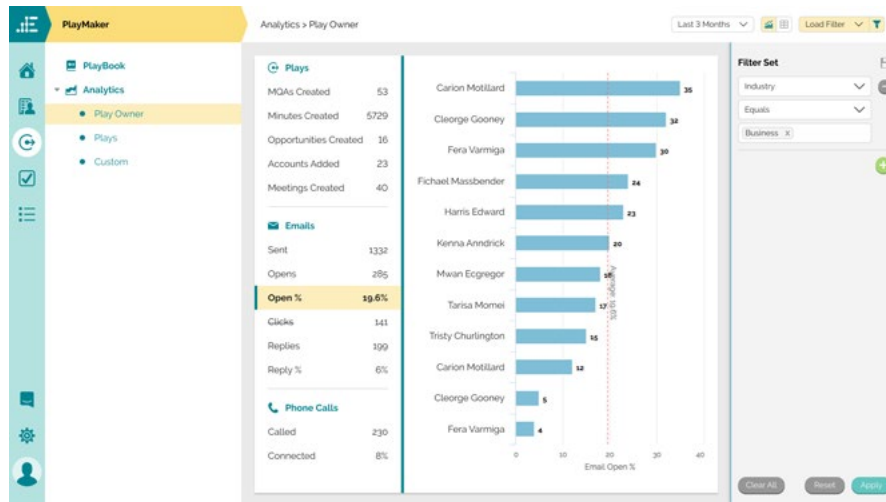 PlayMaker
Analytics > Play Owner
Last 3 Months
Load Filter
PlayBook
Analytics
Play Owner
Plays
Custom
Plays
MQAs Created 53
Minutes Created 5729
Opportunities Created 16
Accounts Added 23
Meetings Created 40
Emails
Sent 1332
Opens 285
Open % 19.6%
Clicks 141
Replies 199
Reply % 6%
Phone Calls
Called 230
Connected 8%
Carion Motillard 35
Cleorge Gooney 32
Fera Varmiga 30
Fichael Massbender 24
Harris Edward 23
Kenna Anndrick 20
Mwan Ecgregor 18
Tarisa Momei 17
Tristy Churlington 15
Carion Motillard 12
Cleorge Gooney 5
Fera Varmiga 4
Average 19.6%
0 10 20 30 40
Email Open %
Filter Set
Industry
Equals
Business x
Clear All
Reset
Apply